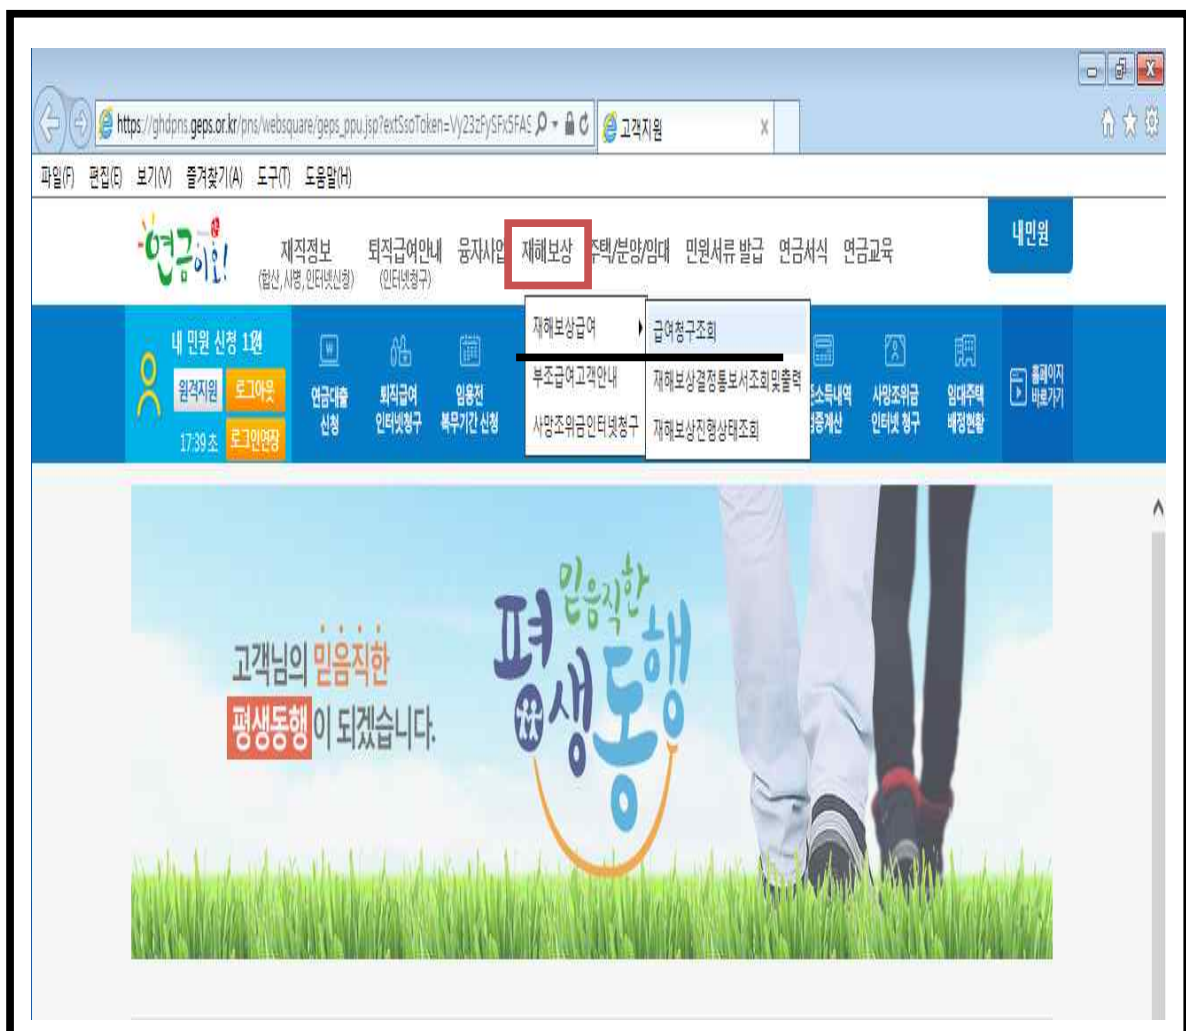 https://ghdpns.geps.or.kr/pns/websquare/geps_ppu.jsp?extSsoToken=Vy23zFySFx5FAS
고객지원
파일(F) 편집(E) 보기(V) 즐겨찾기(A) 도구(T) 도움말(H)
연금이오!
재직정보 퇴직급여안내 융자사업 재해보상 주택/분양/임대 민원서류 발급 연금서식 연금교육
(합산,사병,인터넷신청) (인터넷청구)
내민원
내 민원 신청
원격지원 로그아웃
17:39 초 로그인연장
연금대출
신청
퇴직급여
인터넷청구
임용전
복무기간 신청
재해보상급여
부조급여고객안내
사망조위금인터넷청구
급여청구조회
재해보상결정통보서조회및출력
재해보상진행상태조회
소득내역
증계산
사망조위금
인터넷 청구
임대주택
배정현황
홈페이지
바로가기
고객님의 믿음직한
평생동행이 되겠습니다.
믿음직한
평생동행